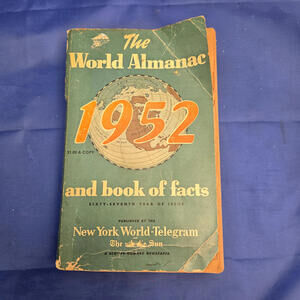 The
World Almanac
1952
$1.00 A COPY
and book of facts
SIXTY-SEVENTH YEAR OF ISSUE
PUBLISHED BY THE
New York World-Telegram
The Sun
A SCRIPPS-HOWARD NEWSPAPER